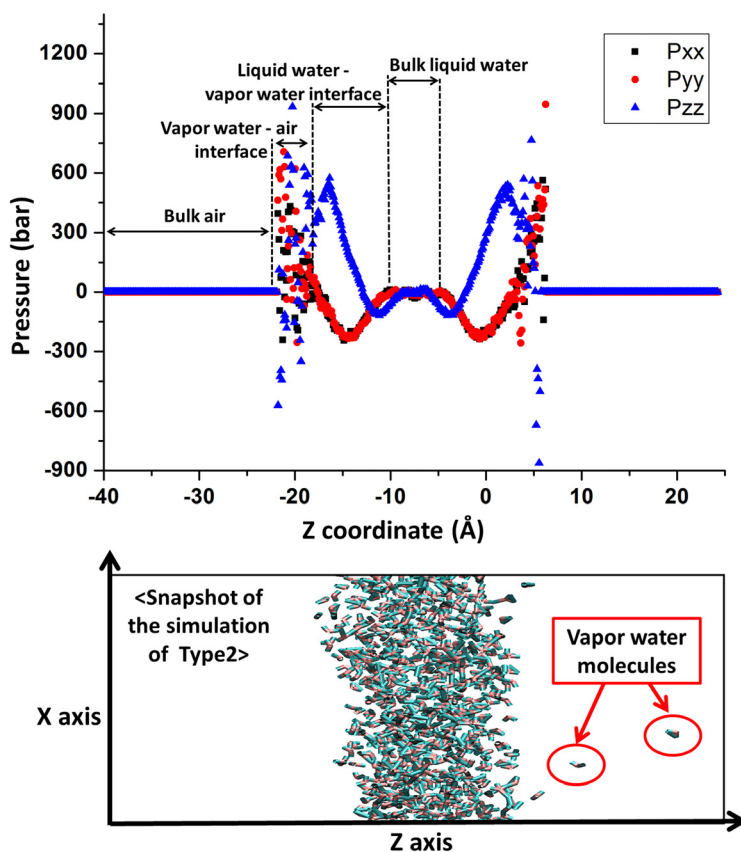 1200
900
600
300
0
-300
-600
-900
Pressure (bar)
-40
-30
-20
-10
0
10
20
Z coordinate (Å)
Pxx
Pyy
Pzz
Liquid water -
vapor water interface
Bulk liquid water
Vapor water - air
interface
Bulk air
<Snapshot of
the simulation
of Type2>
Vapor water
molecules
X axis
Z axis